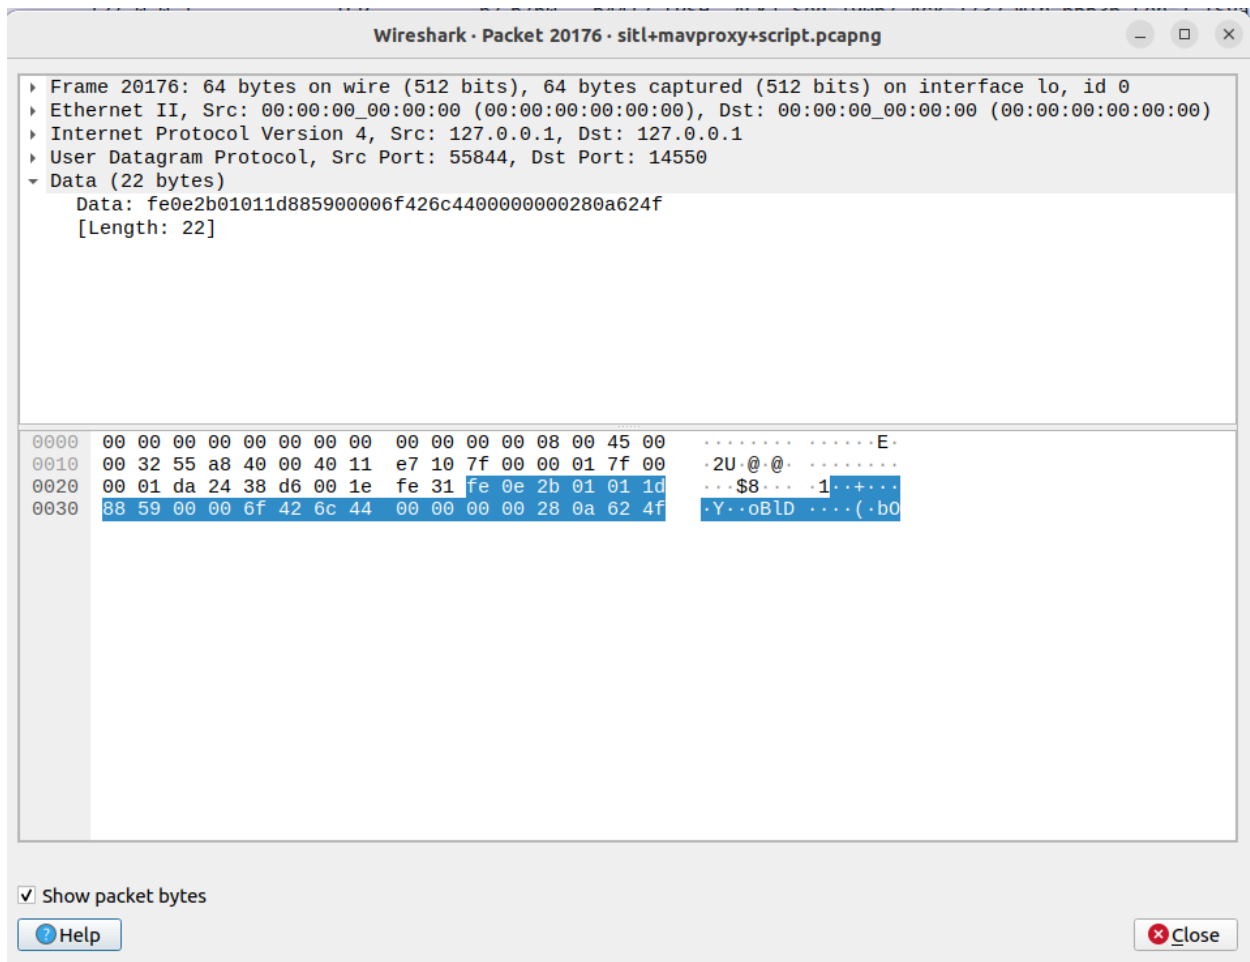 Wireshark · Packet 20176 · sitl+mavproxy+script.pcapng
Frame 20176: 64 bytes on wire (512 bits), 64 bytes captured (512 bits) on interface lo, id 0
Ethernet II, Src: 00:00:00_00:00:00 (00:00:00:00:00:00), Dst: 00:00:00_00:00:00 (00:00:00:00:00:00)
Internet Protocol Version 4, Src: 127.0.0.1, Dst: 127.0.0.1
User Datagram Protocol, Src Port: 55844, Dst Port: 14550
Data (22 bytes)
Data: fe0e2b01011d885900006f426c4400000000280a624f
[Length: 22]
0000 00 00 00 00 00 00 00 00 00 00 00 00 08 00 45 00 ········ ······E·
0010 00 32 55 a8 40 00 40 11 e7 10 7f 00 00 01 7f 00 ·2U·@·@· ········
0020 00 01 da 24 38 d6 00 1e fe 31 fe 0e 2b 01 01 1d ···$8··· ·1··+···
0030 88 59 00 00 6f 42 6c 44 00 00 00 00 28 0a 62 4f ·Y··oBlD ····(·bO
Show packet bytes
Help
Close